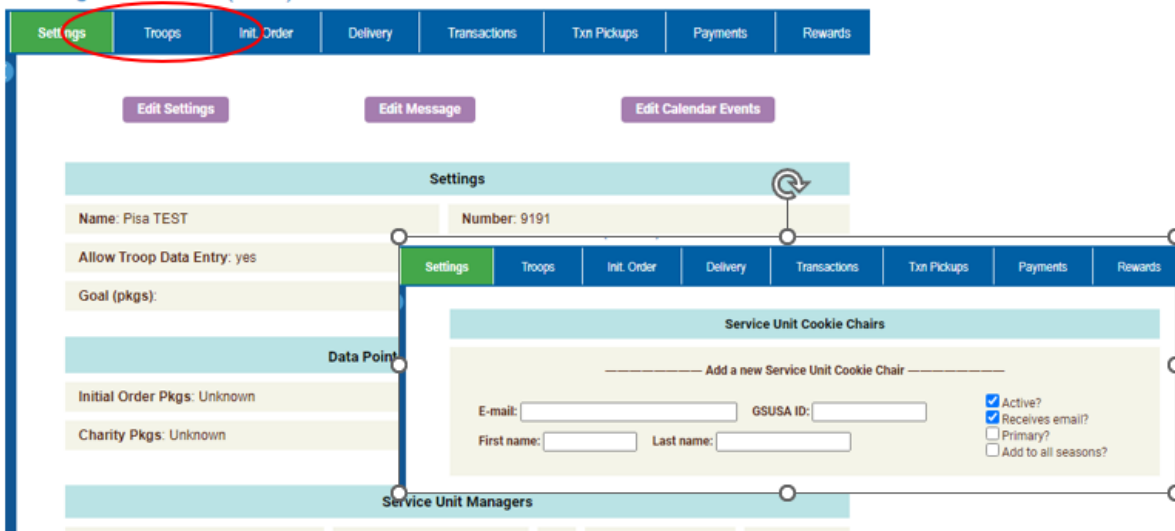 Settings Troops Init. Order Delivery Transactions Txn Pickups Payments Rewards
Edit Settings Edit Message Edit Calendar Events
Settings
Name: Pisa TEST Number: 9191
Allow Troop Data Entry: yes
Goal (pkgs):
Data Point
Initial Order Pkgs: Unknown
Charity Pkgs: Unknown
Service Unit Managers
Settings Troops Init. Order Delivery Transactions Txn Pickups Payments Rewards
Service Unit Cookie Chairs
Add a new Service Unit Cookie Chair
E-mail: GSUSA ID:
First name: Last name:
Active?
Receives email?
Primary?
Add to all seasons?